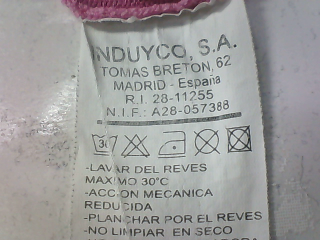 INDUYCO, S.A.
TOMAS BRETON, 62
MADRID - España
R.I. 28-11255
N.I.F.: A28-057388
30
-LAVAR DEL REVES
MAXIMO 30°C
-ACCION MECANICA
REDUCIDA
-PLANCHAR POR EL REVES
-NO LIMPIAR EN SECO